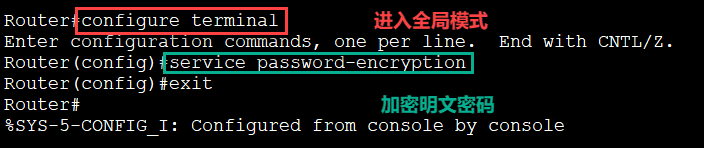 Router#configure terminal 进入全局模式
Enter configuration commands, one per line.  End with CNTL/Z.
Router(config)#service password-encryption
Router(config)#exit
Router# 加密明文密码
%SYS-5-CONFIG_I: Configured from console by console